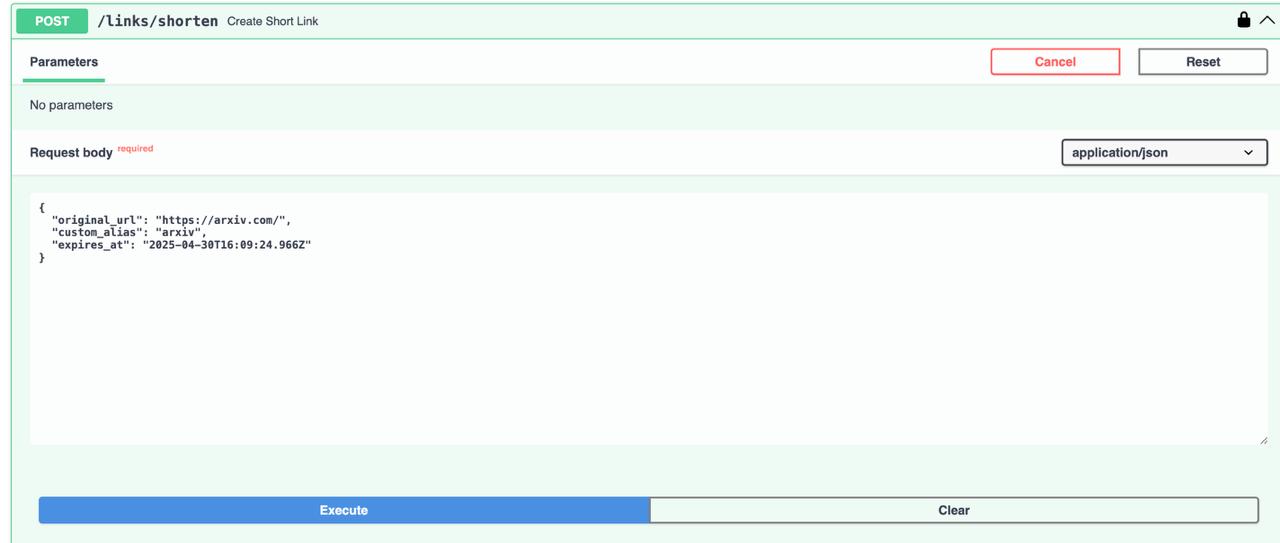 POST /links/shorten Create Short Link
Parameters
Cancel
Reset
No parameters
Request body required
application/json
{
  "original_url": "https://arxiv.com/",
  "custom_alias": "arxiv",
  "expires_at": "2025-04-30T16:09:24.966Z"
}
Execute
Clear